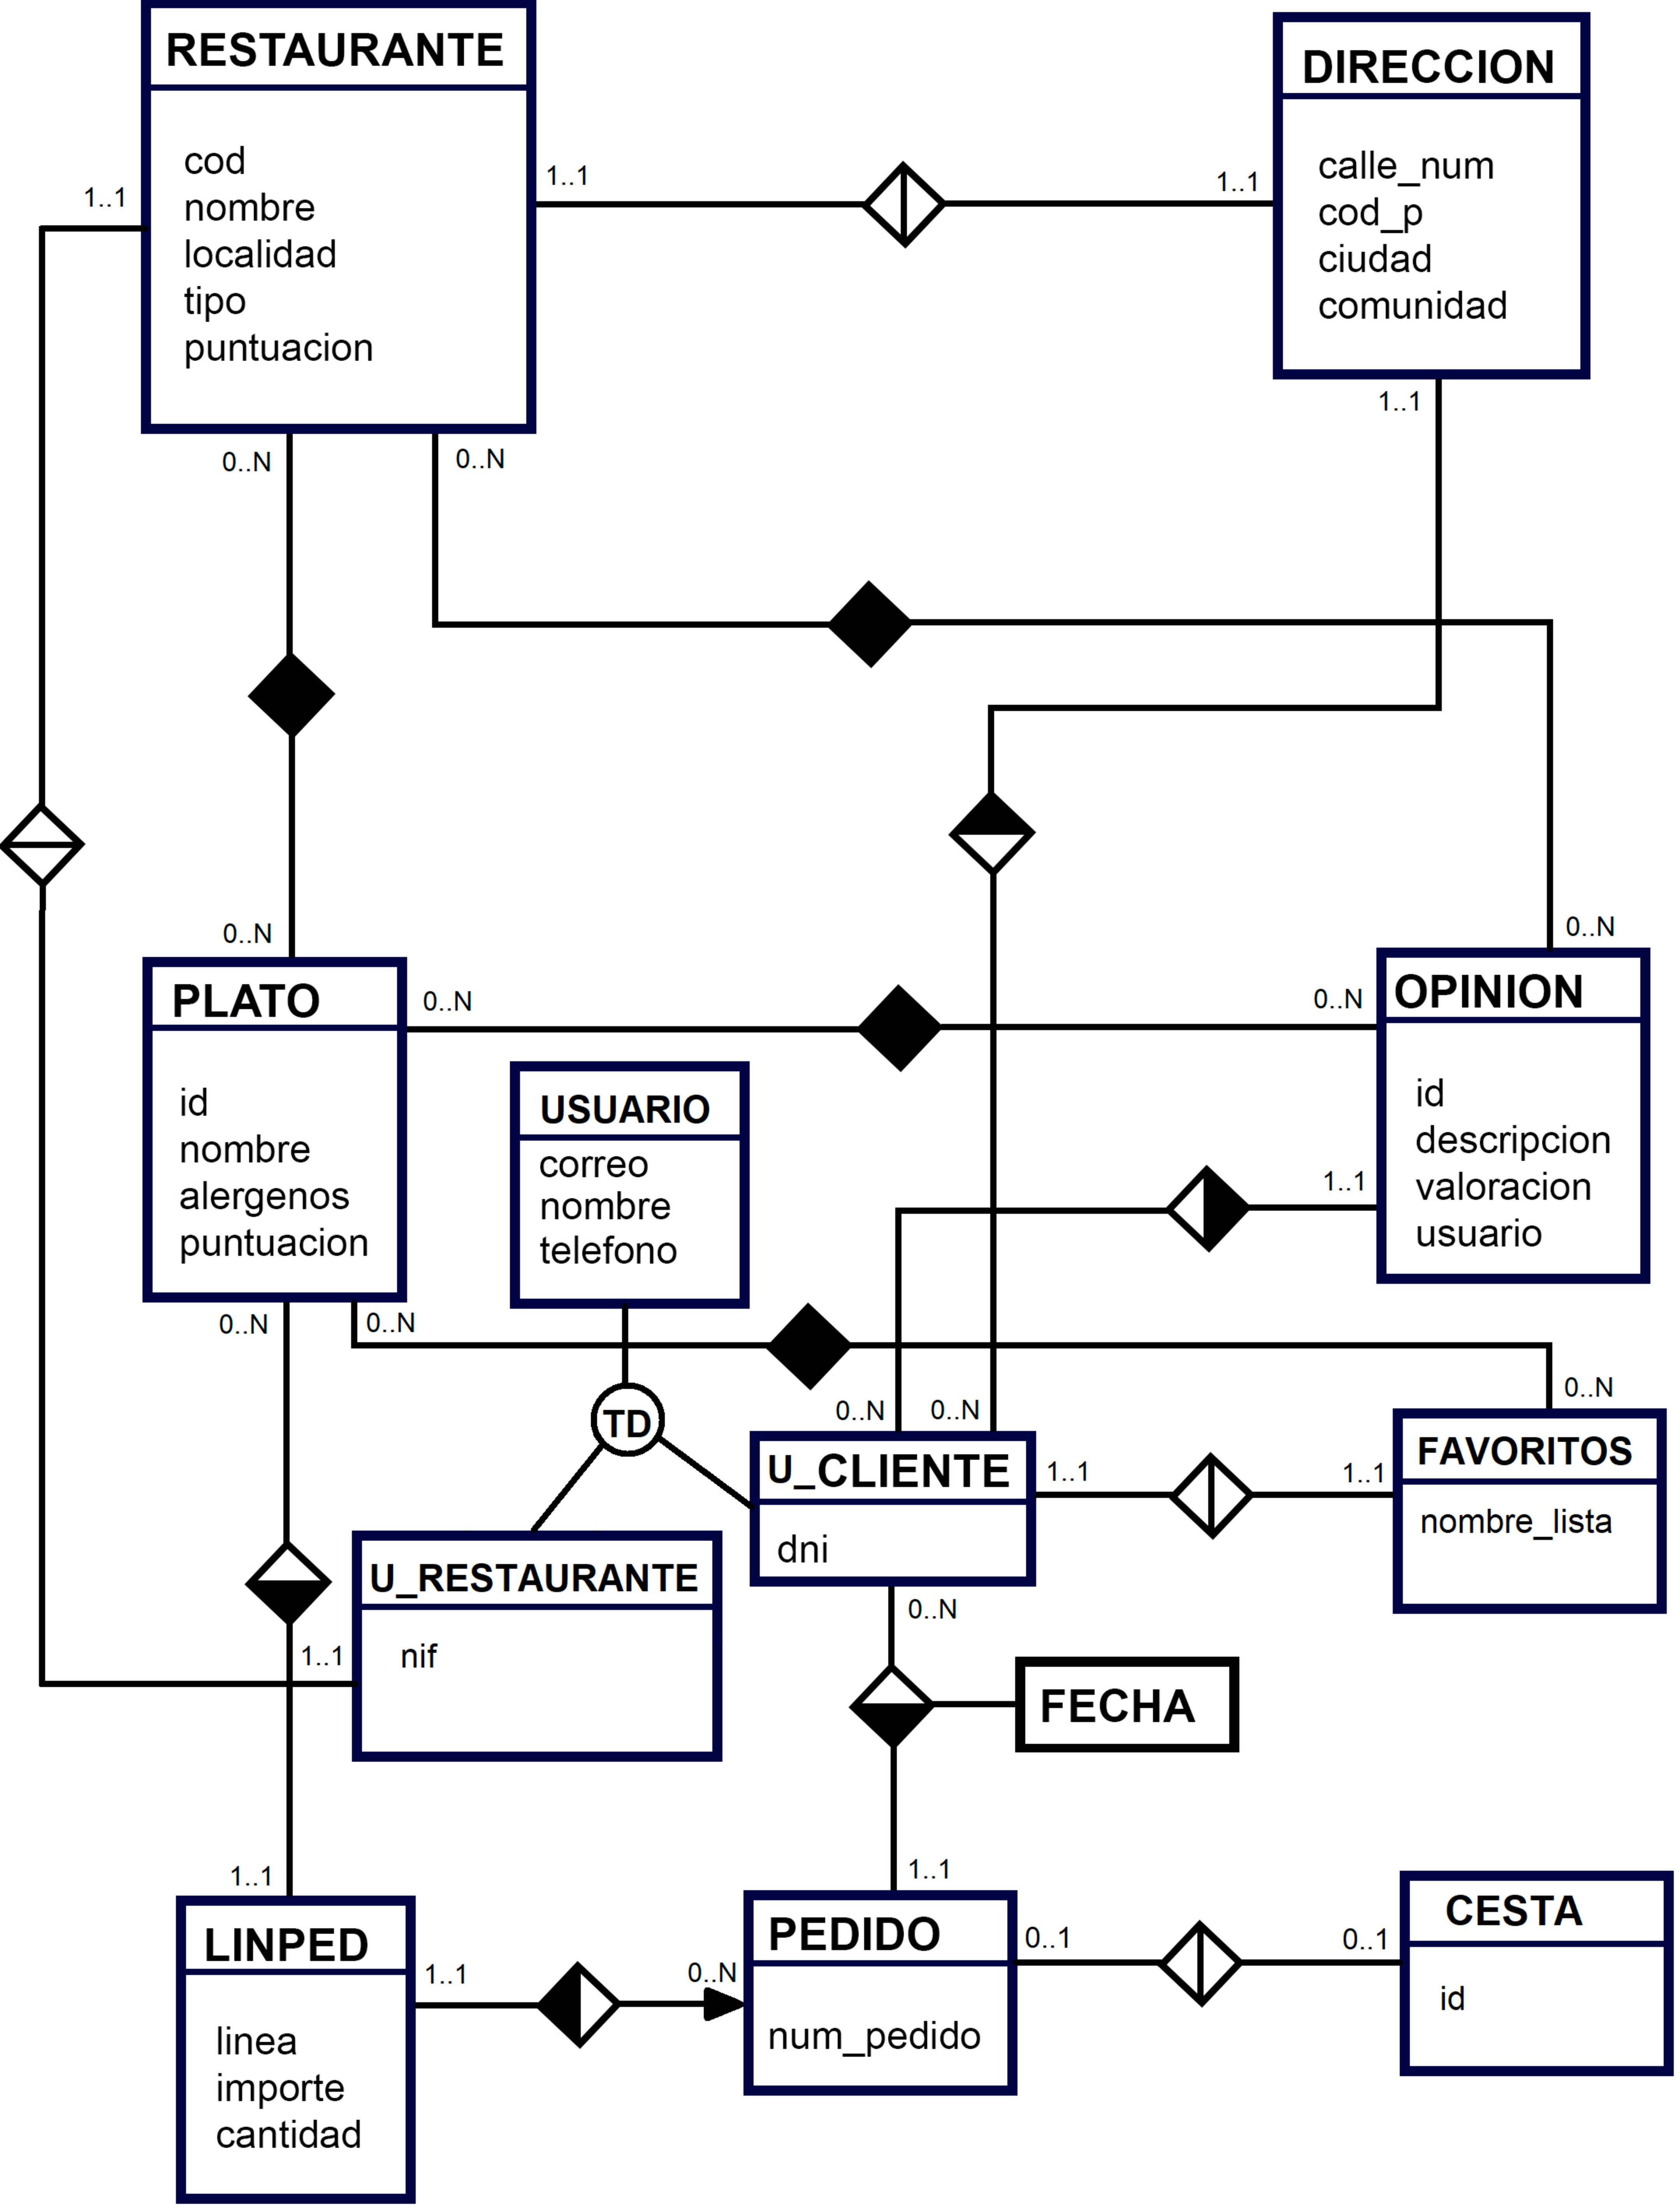 RESTAURANTE
cod
nombre
localidad
tipo
puntuacion
DIRECCION
calle_num
cod_p
ciudad
comunidad
1..1
1..1
1..1
1..1
0..N
0..N
0..N
0..N
PLATO
id
nombre
alergenos
puntuacion
0..N
0..N
OPINION
id
descripcion
valoracion
usuario
USUARIO
correo
nombre
telefono
1..1
0..N
0..N
TD
0..N
0..N
0..N
U_CLIENTE
dni
1..1
1..1
FAVORITOS
nombre_lista
U_RESTAURANTE
nif
1..1
0..N
FECHA
1..1
1..1
LINPED
linea
importe
cantidad
1..1
0..N
PEDIDO
num_pedido
0..1
0..1
CESTA
id